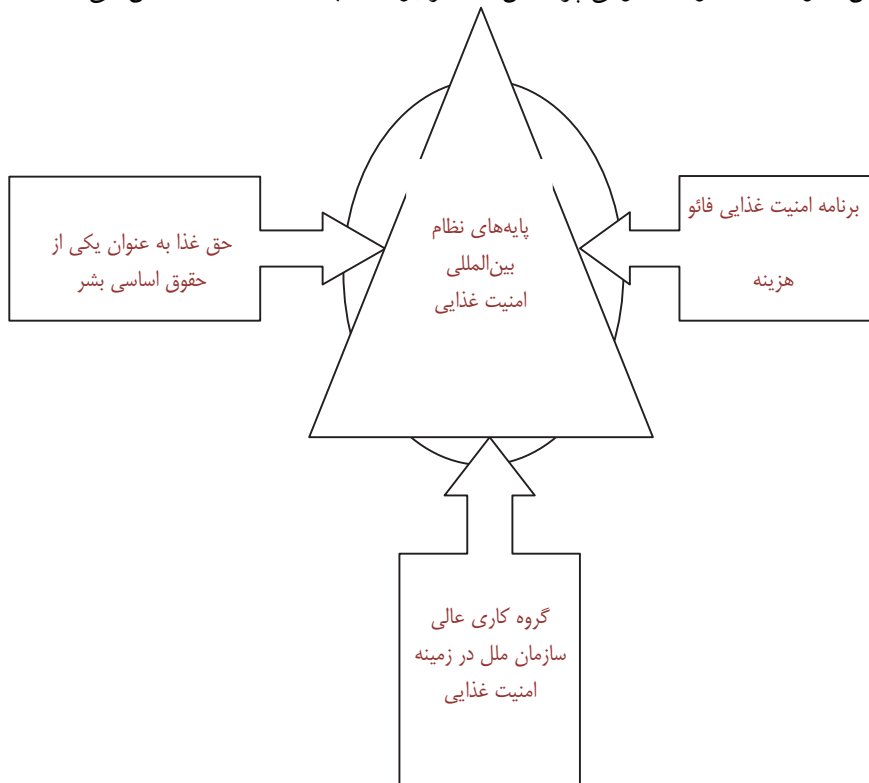 برنامه امنیت غذایی فائو
هزینه
پایه‌های نظام
بین‌المللی
امنیت غذایی
حق غذا به عنوان یکی از
حقوق اساسی بشر
گروه کاری عالی
سازمان ملل در زمینه
امنیت غذایی